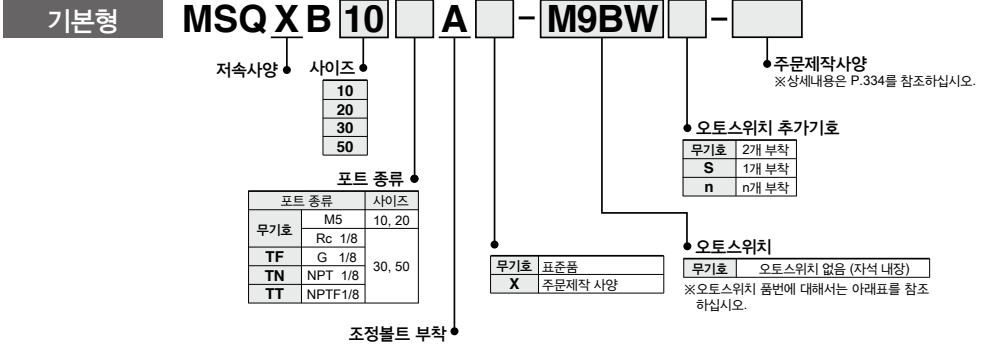 기본형
MSQ X B 10 A - M9BW -
저속사양
사이즈
10
20
30
50
포트 종류
포트 종류 사이즈
무기호 M5 10, 20
Rc 1/8 30, 50
TF G 1/8
TN NPT 1/8
TT NPTF1/8
조정볼트 부착
무기호 표준품
X 주문제작 사양
오토스위치
무기호 오토스위치 없음 (자석 내장)
※오토스위치 품번에 대해서는 아래표를 참조
하십시오.
오토스위치 추가기호
무기호 2개 부착
S 1개 부착
n n개 부착
주문제작사양
※상세내용은 P.334를 참조하십시오.